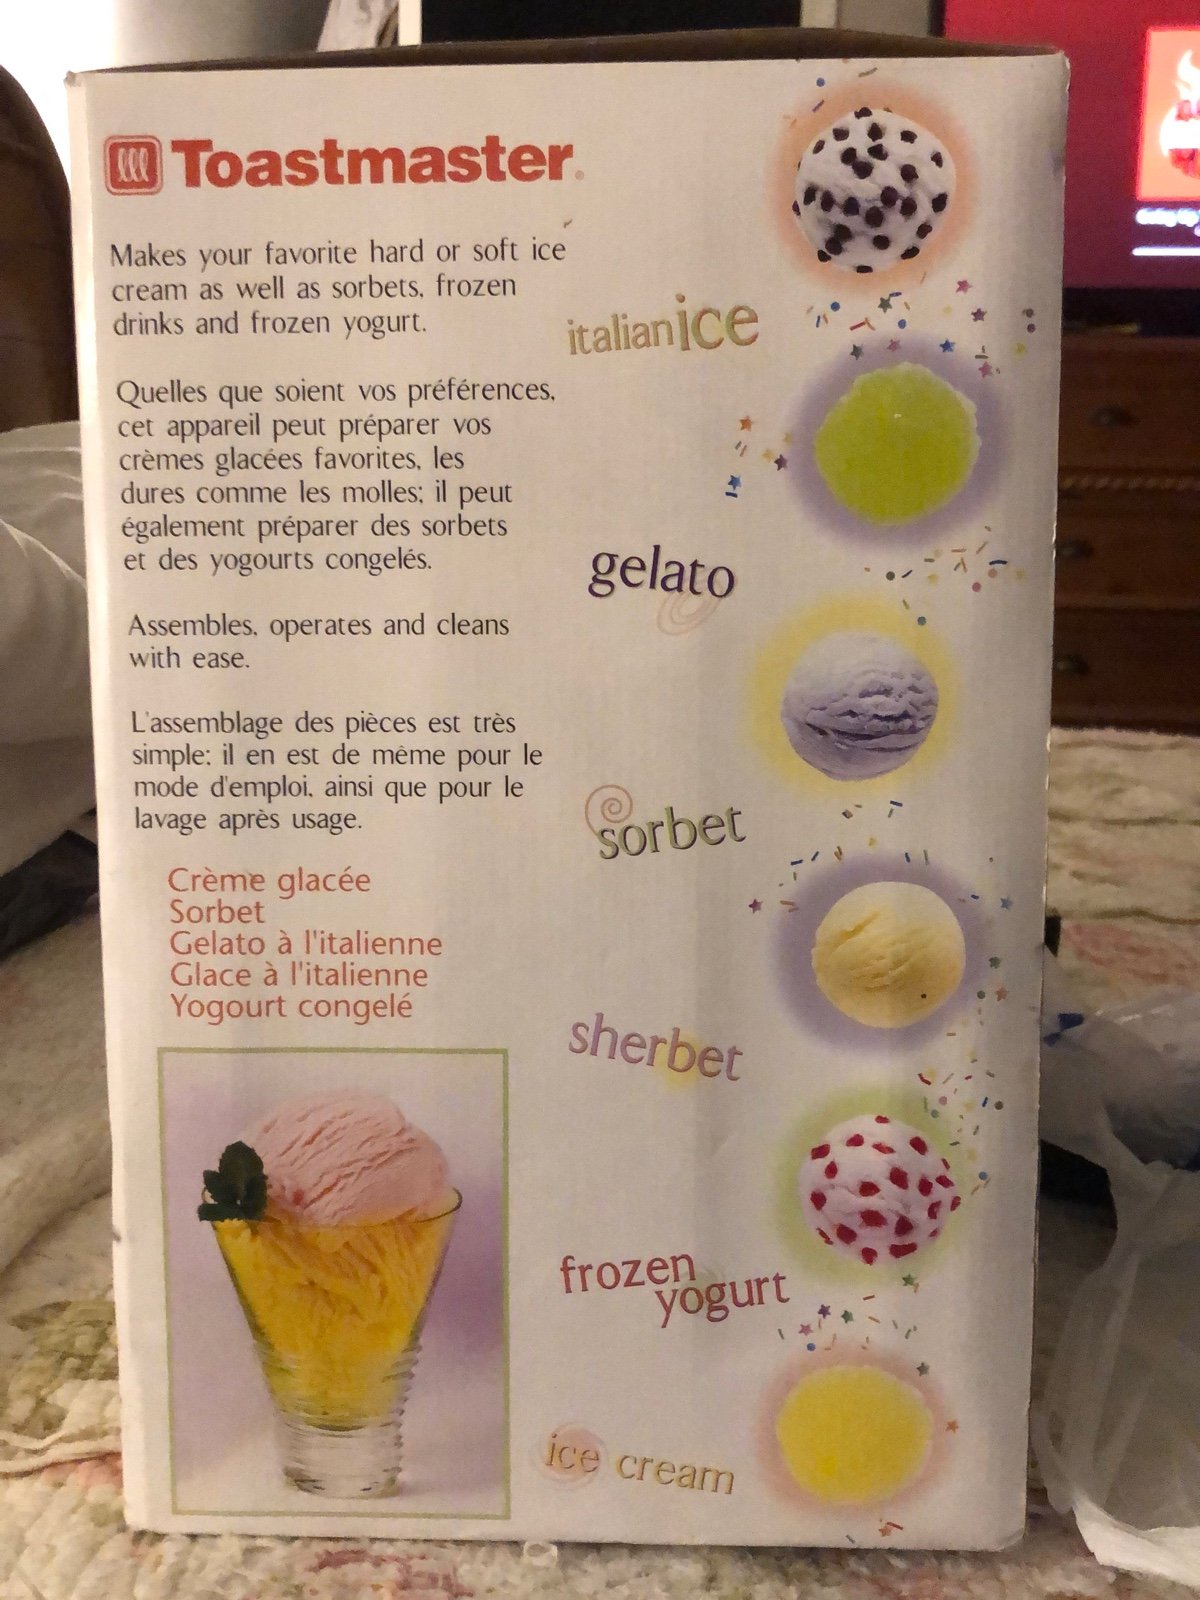 Toastmaster
Makes your favorite hard or soft ice
cream as well as sorbets, frozen
drinks and frozen yogurt.
Quelles que soient vos préférences,
cet appareil peut préparer vos
crèmes glacées favorites, les
dures comme les molles; il peut
également préparer des sorbets
et des yogourts congelés.
Assembles, operates and cleans
with ease.
L'assemblage des pièces est très
simple; il en est de même pour le
mode d'emploi, ainsi que pour le
lavage après usage.
Crème glacée
Sorbet
Gelato à l'italienne
Glace à l'italienne
Yogourt congelé
italian ice
gelato
sorbet
sherbet
frozen
yogurt
ice cream